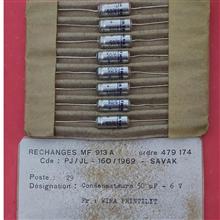 RECHANGES MF 913 A ordre 479 174
Cde : PJ/JL - 160/1969 - SAVAK
Poste : 29
Désignation : Condensateurs 50 µF - 6 V
Fr : WIMA PRINTILIT